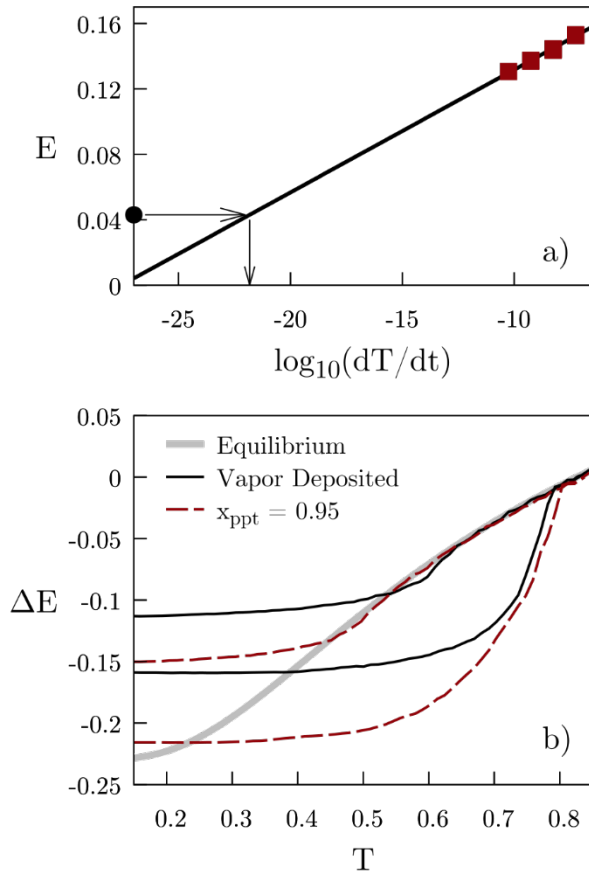 0.16
0.12
E
0.08
0.04
0
a)
-25 -20 -15 -10
log₁₀(dT/dt)
0.05
Equilibrium
0
Vapor Deposited
-0.05
xₚₚₜ = 0.95
ΔE
-0.1
-0.15
-0.2
b)
-0.25
0.2 0.3 0.4 0.5 0.6 0.7 0.8
T